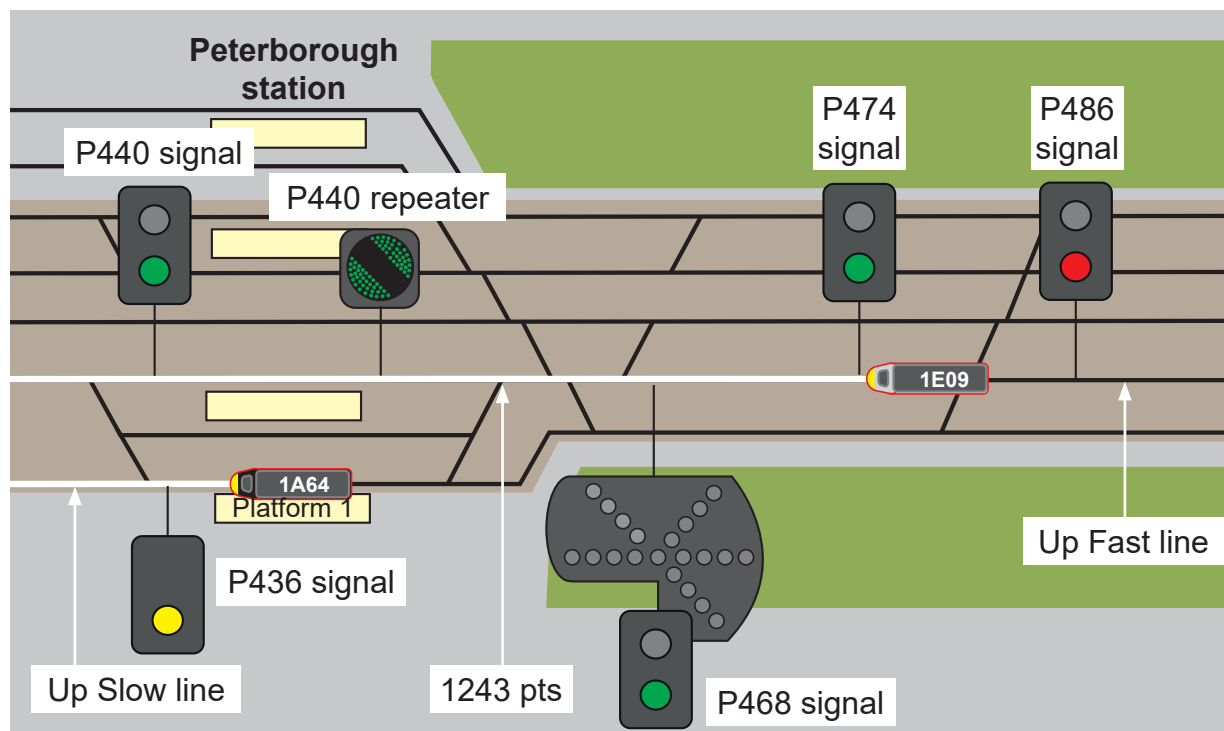 Peterborough
station
P440 signal
P440 repeater
P474
signal
P486
signal
1E09
1A64
Platform 1
P436 signal
Up Fast line
Up Slow line
1243 pts
P468 signal